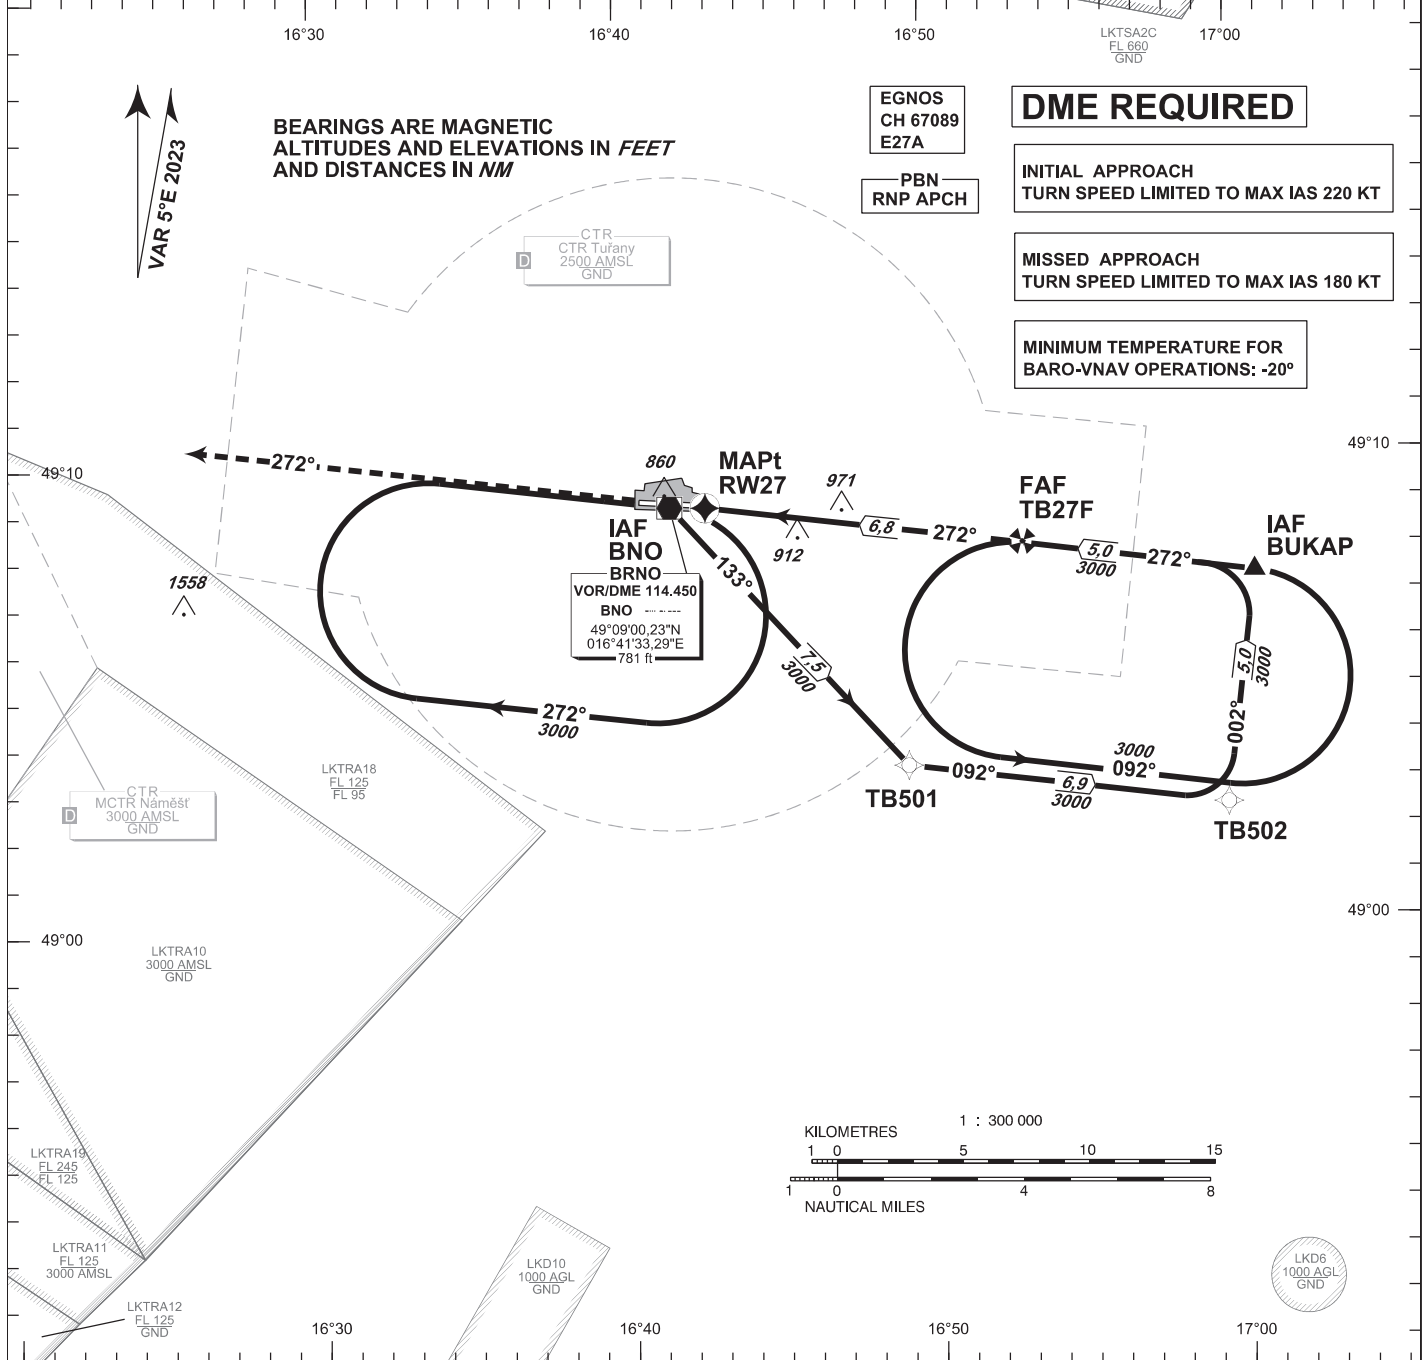 16°30
16°40
16°50
17°00
LKTSA2C
FL 660
GND
VAR 5°E 2023
BEARINGS ARE MAGNETIC
ALTITUDES AND ELEVATIONS IN FEET
AND DISTANCES IN NM
EGNOS
CH 67089
E27A
DME REQUIRED
PBN
RNP APCH
INITIAL APPROACH
TURN SPEED LIMITED TO MAX IAS 220 KT
CTR
CTR Tuřany
2500 AMSL
GND
D
MISSED APPROACH
TURN SPEED LIMITED TO MAX IAS 180 KT
MINIMUM TEMPERATURE FOR
BARO-VNAV OPERATIONS: -20º
49°10
49°10
272°
860
MAPt
RW27
971
912
6,8
272°
FAF
TB27F
5,0
3000
272°
IAF
BUKAP
IAF
BNO
BRNO
VOR/DME 114.450
BNO
49°09'00,23"N
016°41'33,29"E
781 ft
133°
1558
7,5
3000
5,0
3000
002°
272°
3000
3000
092°
092°
6,9
3000
TB501
TB502
LKTRA18
FL 125
FL 95
CTR
MCTR Náměšť
3000 AMSL
GND
D
49°00
49°00
LKTRA10
3000 AMSL
GND
1 : 300 000
KILOMETRES
1 0 5 10 15
1 0 4 8
NAUTICAL MILES
LKTRA19
FL 245
FL 125
LKTRA11
FL 125
3000 AMSL
LKTRA12
FL 125
GND
LKD10
1000 AGL
GND
LKD6
1000 AGL
GND
16°30
16°40
16°50
17°00